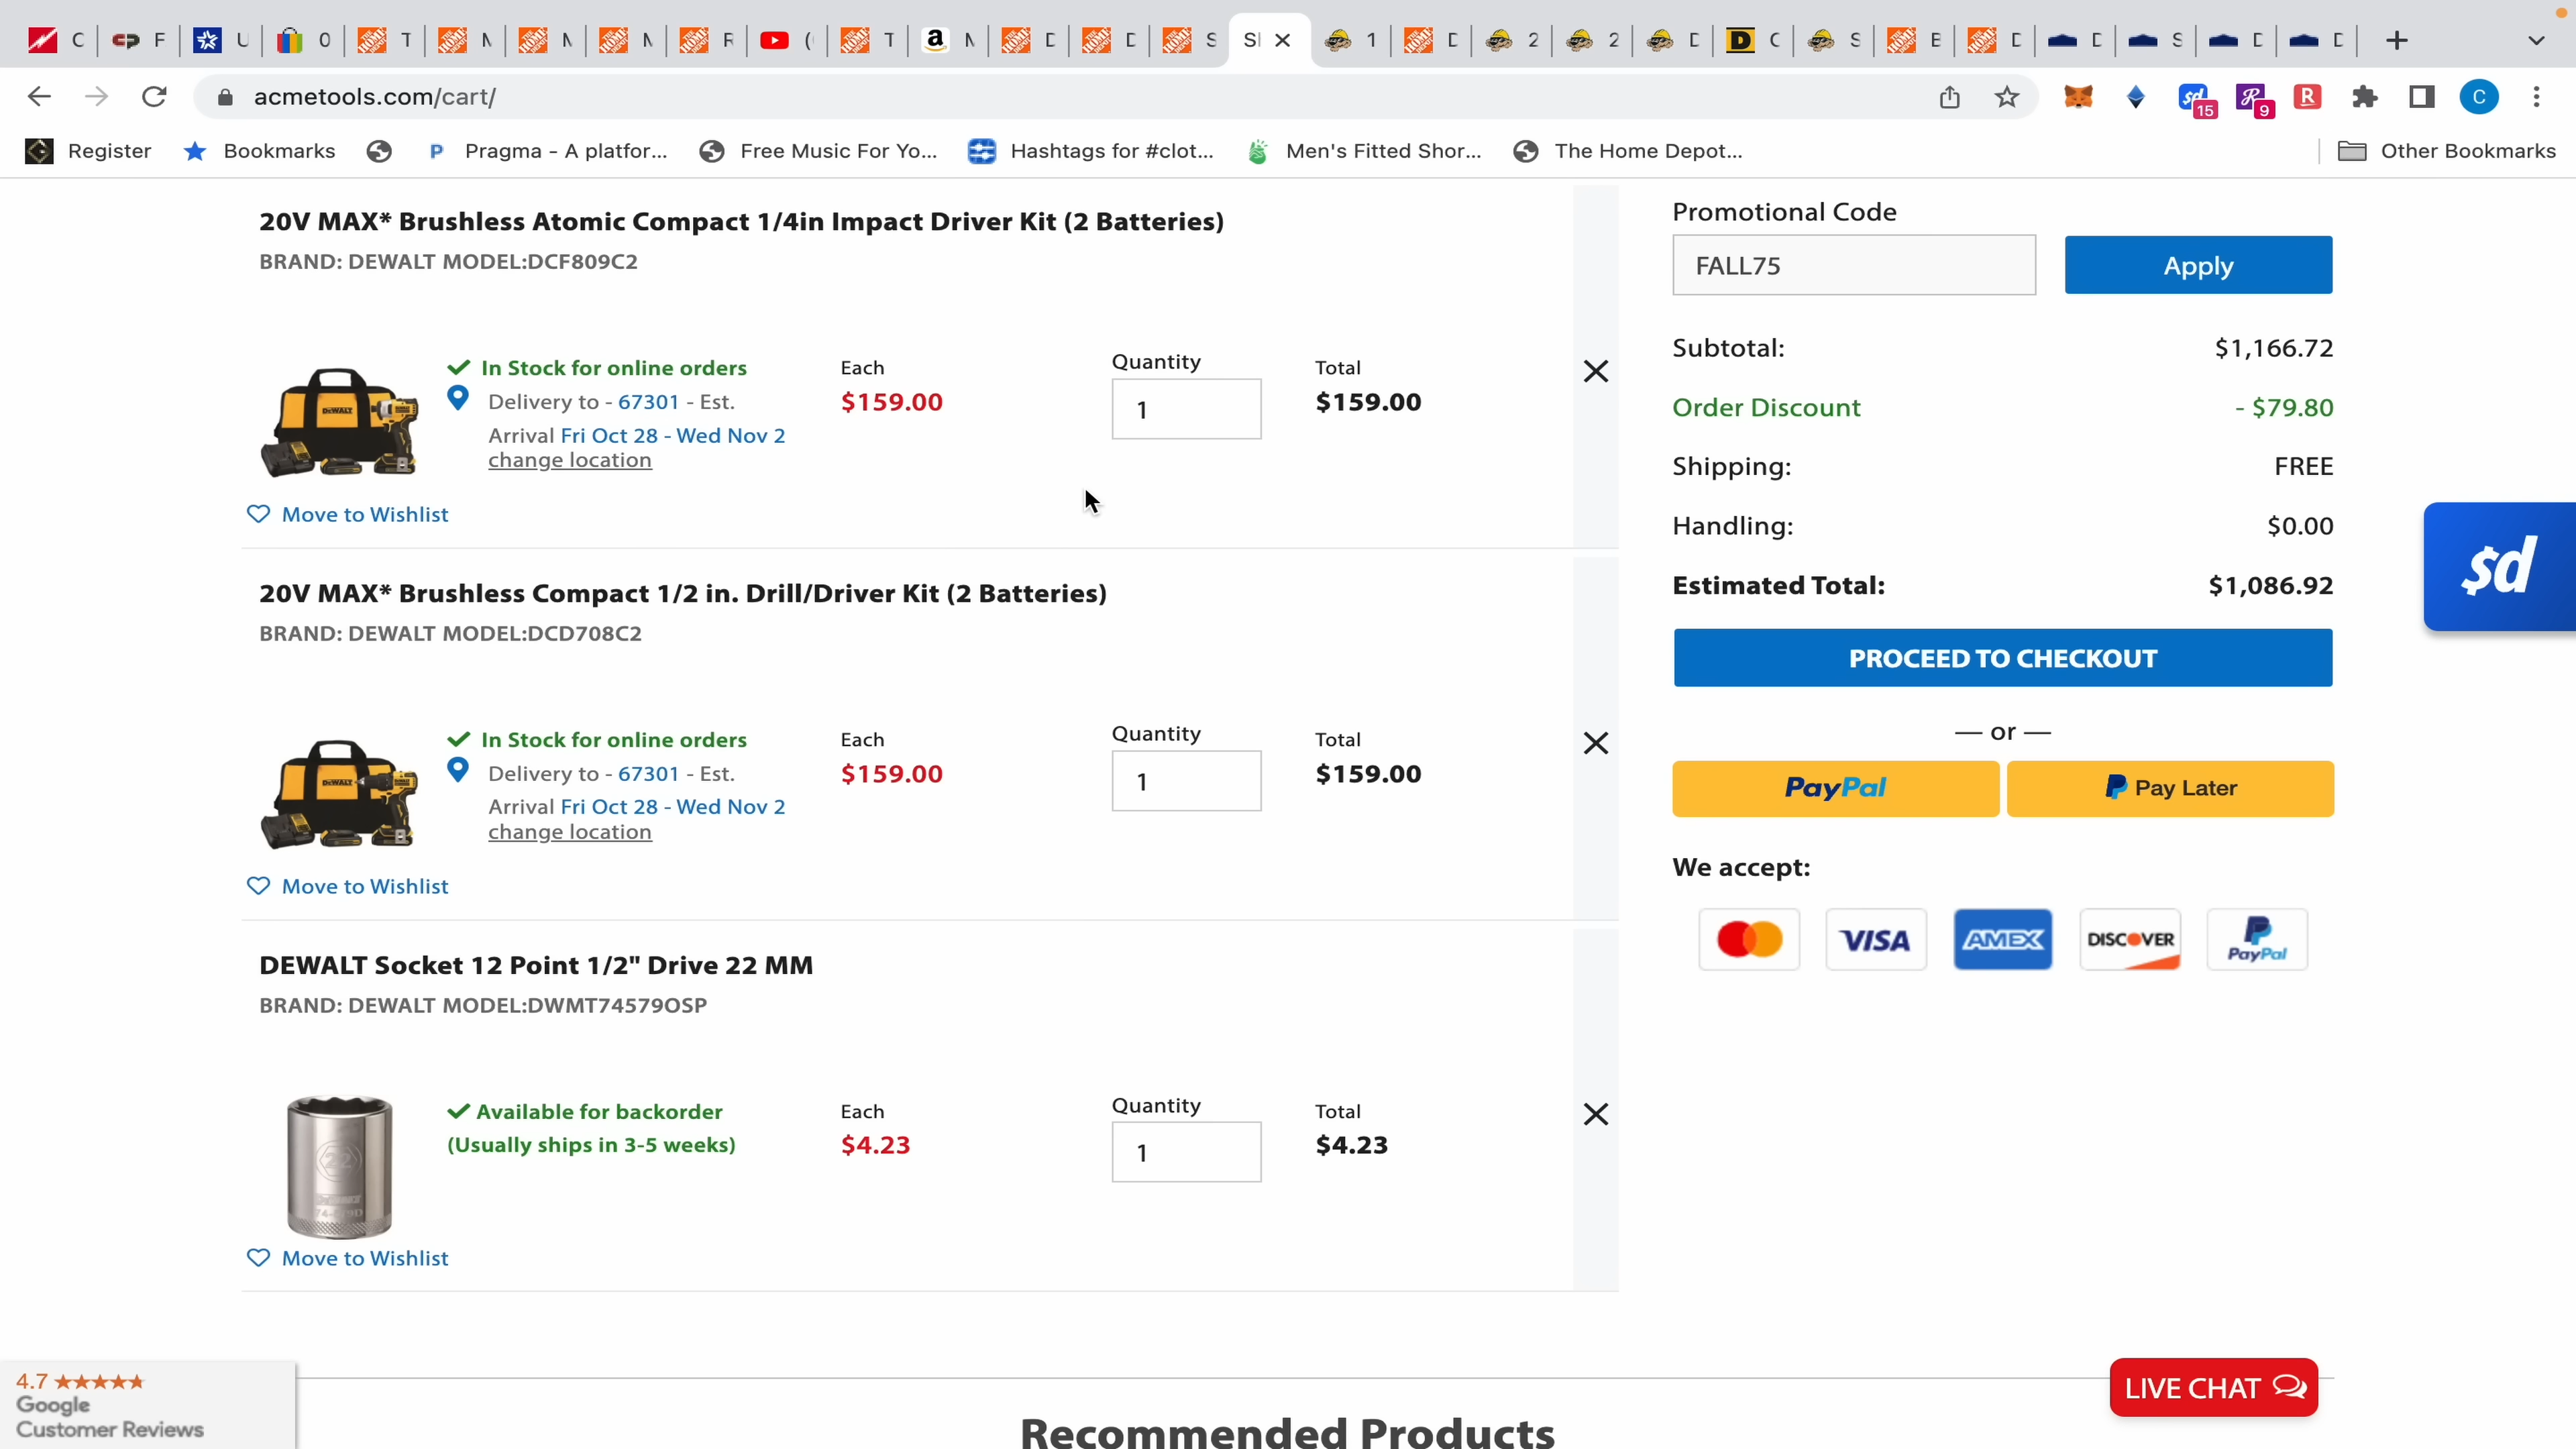 C F U 0 T M M M R ( T M D D S Sl 1 D 2 2 D C S E D D S D D
acmetools.com/cart/
15 9 R C
Register Bookmarks Pragma - A platfor... Free Music For Yo... Hashtags for #clot... Men's Fitted Shor... The Home Depot... Other Bookmarks
20V MAX* Brushless Atomic Compact 1/4in Impact Driver Kit (2 Batteries)
BRAND: DEWALT MODEL:DCF809C2
In Stock for online orders
Delivery to - 67301 - Est.
Arrival Fri Oct 28 - Wed Nov 2
change location
Each
$159.00
Quantity
1
Total
$159.00
Move to Wishlist
20V MAX* Brushless Compact 1/2 in. Drill/Driver Kit (2 Batteries)
BRAND: DEWALT MODEL:DCD708C2
In Stock for online orders
Delivery to - 67301 - Est.
Arrival Fri Oct 28 - Wed Nov 2
change location
Each
$159.00
Quantity
1
Total
$159.00
Move to Wishlist
DEWALT Socket 12 Point 1/2" Drive 22 MM
BRAND: DEWALT MODEL:DWMT74579OSP
Available for backorder
(Usually ships in 3-5 weeks)
Each
$4.23
Quantity
1
Total
$4.23
Move to Wishlist
Promotional Code
FALL75
Apply
Subtotal: $1,166.72
Order Discount - $79.80
Shipping: FREE
Handling: $0.00
Estimated Total: $1,086.92
PROCEED TO CHECKOUT
— or —
PayPal Pay Later
We accept:
VISA AMEX DISCOVER PayPal
$d
LIVE CHAT
4.7
Google
Customer Reviews
Recommended Products